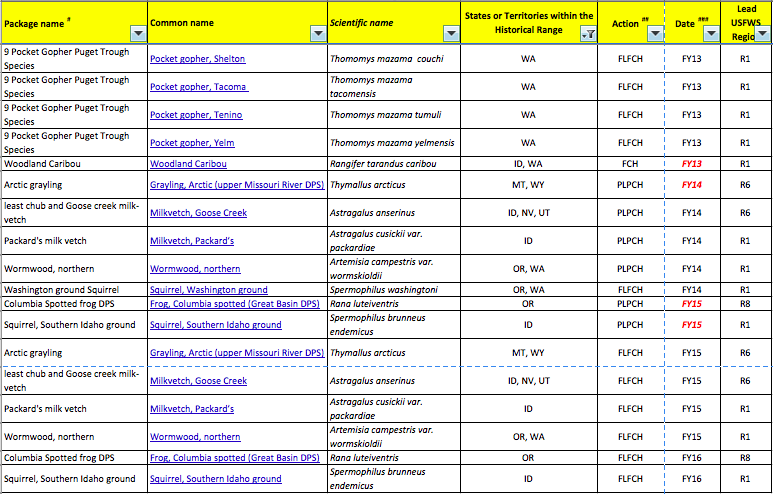 Package name # Common name Scientific name States or Territories within the Historical Range Action ## Date ### Lead USFWS Region
9 Pocket Gopher Puget Trough Species Pocket gopher, Shelton Thomomys mazama couchi WA FLFCH FY13 R1
9 Pocket Gopher Puget Trough Species Pocket gopher, Tacoma Thomomys mazama tacomensis WA FLFCH FY13 R1
9 Pocket Gopher Puget Trough Species Pocket gopher, Tenino Thomomys mazama tumuli WA FLFCH FY13 R1
9 Pocket Gopher Puget Trough Species Pocket gopher, Yelm Thomomys mazama yelmensis WA FLFCH FY13 R1
Woodland Caribou Woodland Caribou Rangifer tarandus caribou ID, WA FCH FY13 R1
Arctic grayling Grayling, Arctic (upper Missouri River DPS) Thymallus arcticus MT, WY PLPCH FY14 R6
least chub and Goose creek milk-vetch Milkvetch, Goose Creek Astragalus anserinus ID, NV, UT PLPCH FY14 R6
Packard's milk vetch Milkvetch, Packard's Astragalus cusickii var. packardiae ID PLPCH FY14 R1
Wormwood, northern Wormwood, northern Artemisia campestris var. wormskioldii OR, WA PLPCH FY14 R1
Washington ground Squirrel Squirrel, Washington ground Spermophilus washingtoni OR, WA FLFCH FY14 R1
Columbia Spotted frog DPS Frog, Columbia spotted (Great Basin DPS) Rana luteiventris OR PLPCH FY15 R8
Squirrel, Southern Idaho ground Squirrel, Southern Idaho ground Spermophilus brunneus endemicus ID PLPCH FY15 R1
Arctic grayling Grayling, Arctic (upper Missouri River DPS) Thymallus arcticus MT, WY FLFCH FY15 R6
least chub and Goose creek milk-vetch Milkvetch, Goose Creek Astragalus anserinus ID, NV, UT FLFCH FY15 R6
Packard's milk vetch Milkvetch, Packard's Astragalus cusickii var. packardiae ID FLFCH FY15 R1
Wormwood, northern Wormwood, northern Artemisia campestris var. wormskioldii OR, WA FLFCH FY15 R1
Columbia Spotted frog DPS Frog, Columbia spotted (Great Basin DPS) Rana luteiventris OR FLFCH FY16 R8
Squirrel, Southern Idaho ground Squirrel, Southern Idaho ground Spermophilus brunneus endemicus ID FLFCH FY16 R1